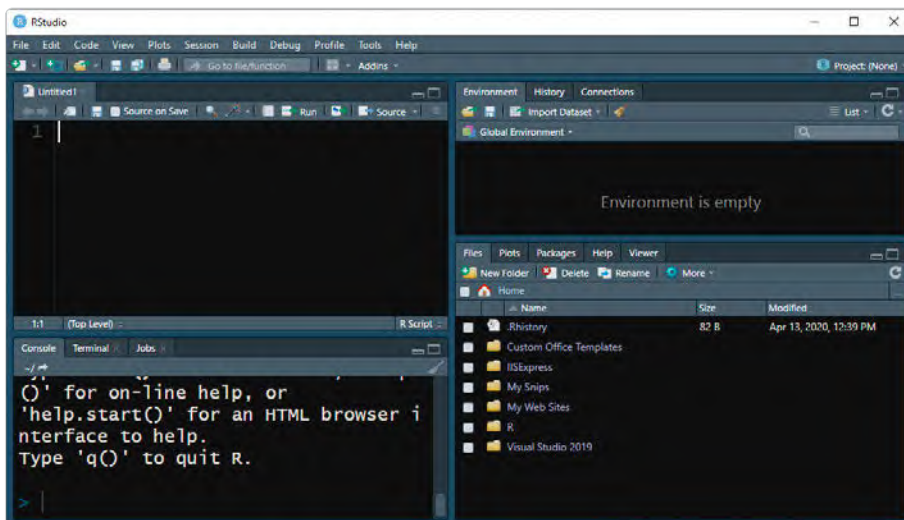 RStudio
File Edit Code View Plots Session Build Debug Profile Tools Help
Go to file/function Addins Project: (None)
Untitled1
Source on Save Run Source
1
1:1 (Top Level) R Script
Console Terminal Jobs
~/
()' for on-line help, or
'help.start()' for an HTML browser i
nterface to help.
Type 'q()' to quit R.
>
Environment History Connections
Import Dataset List
Global Environment
Environment is empty
Files Plots Packages Help Viewer
New Folder Delete Rename More
Home
Name Size Modified
.Rhistory 82 B Apr 13, 2020, 12:39 PM
Custom Office Templates
IISExpress
My Snips
My Web Sites
R
Visual Studio 2019